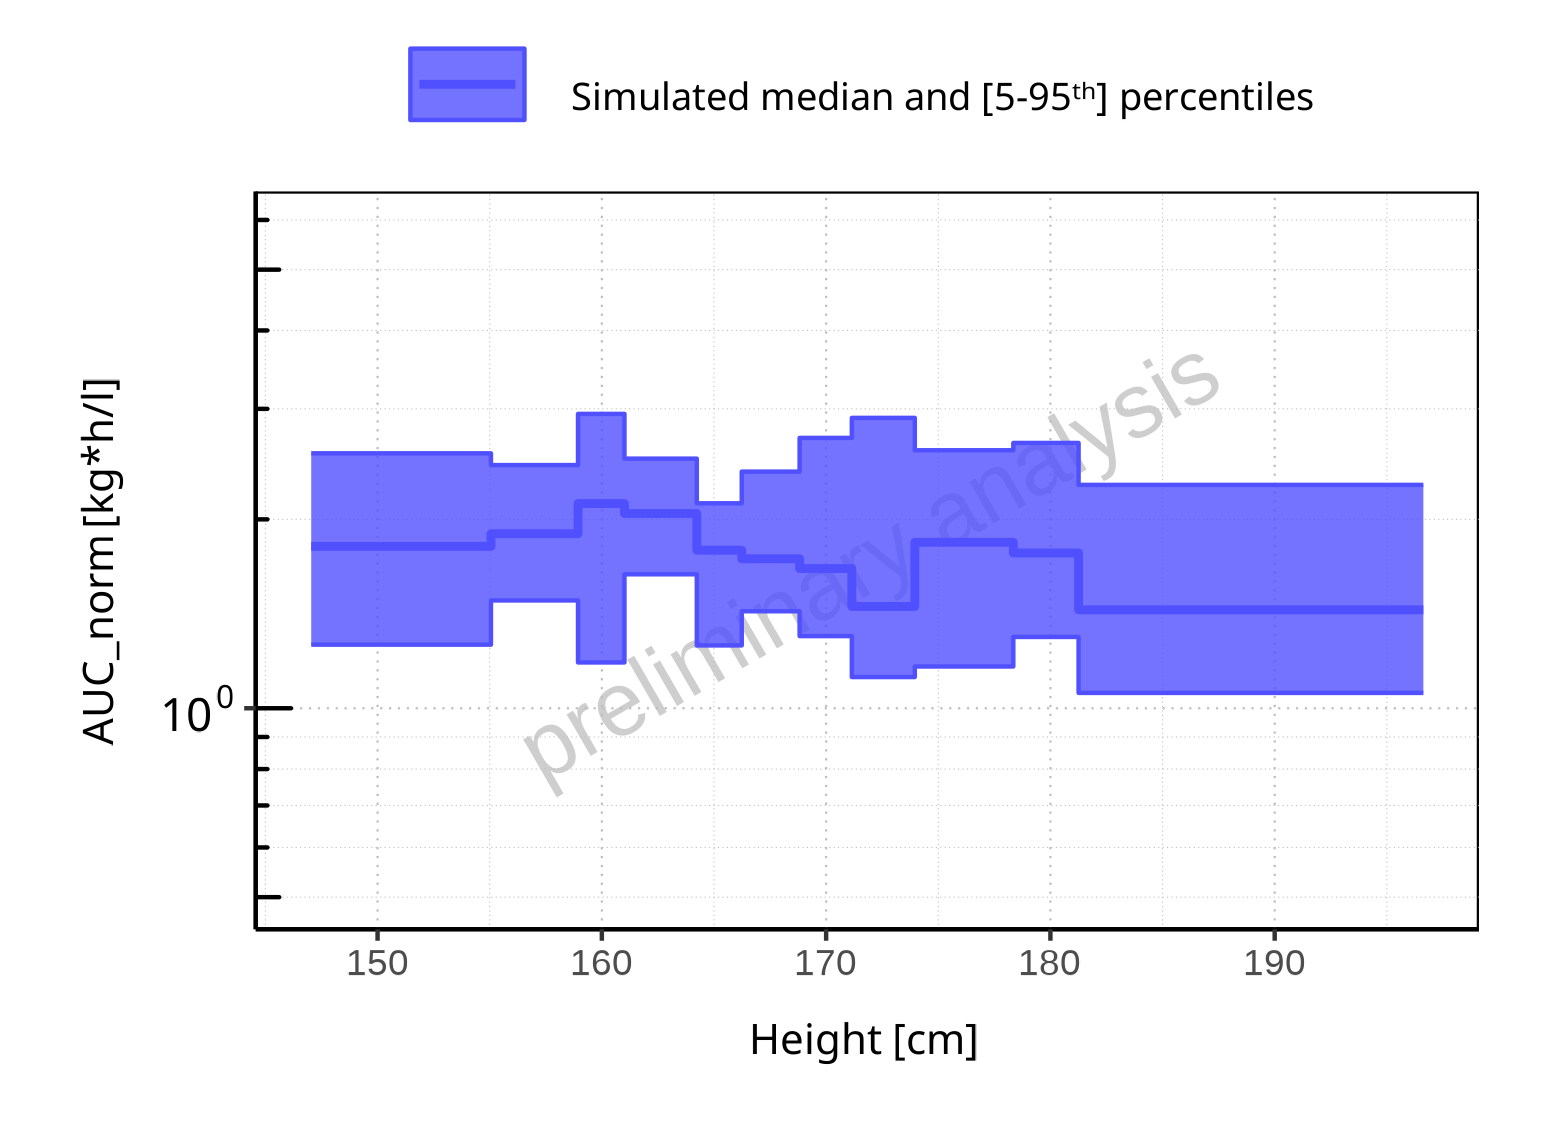 Simulated median and [5-95th] percentiles
AUC_norm [kg*h/l]
10^0
preliminary analysis
150 160 170 180 190
Height [cm]